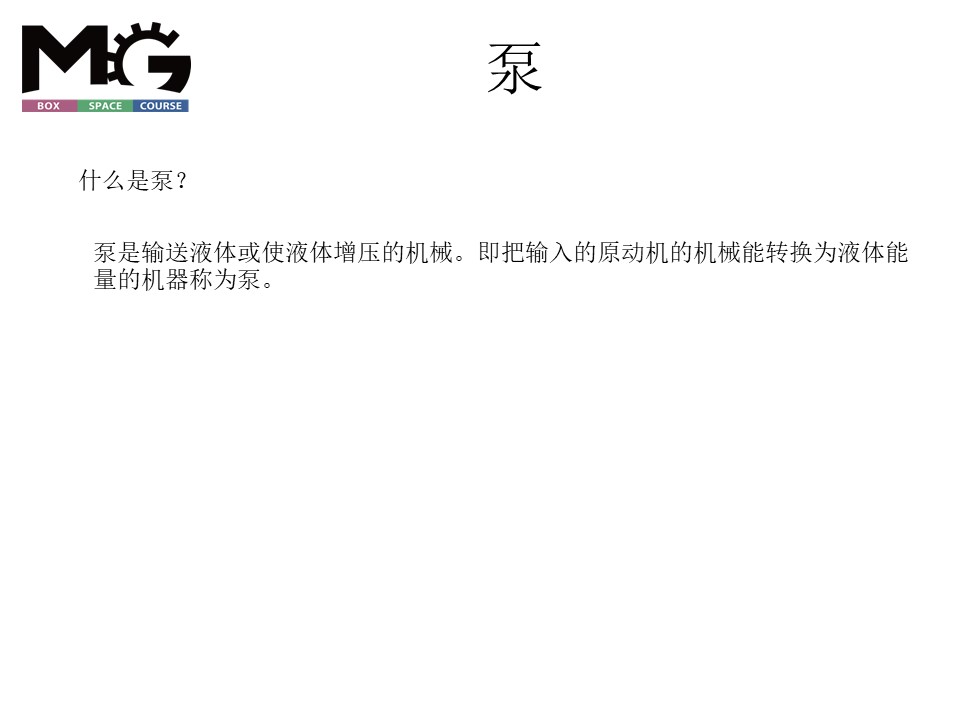 MG
BOX SPACE COURSE
泵
什么是泵？
泵是输送液体或使液体增压的机械。即把输入的原动机的机械能转换为液体能
量的机器称为泵。